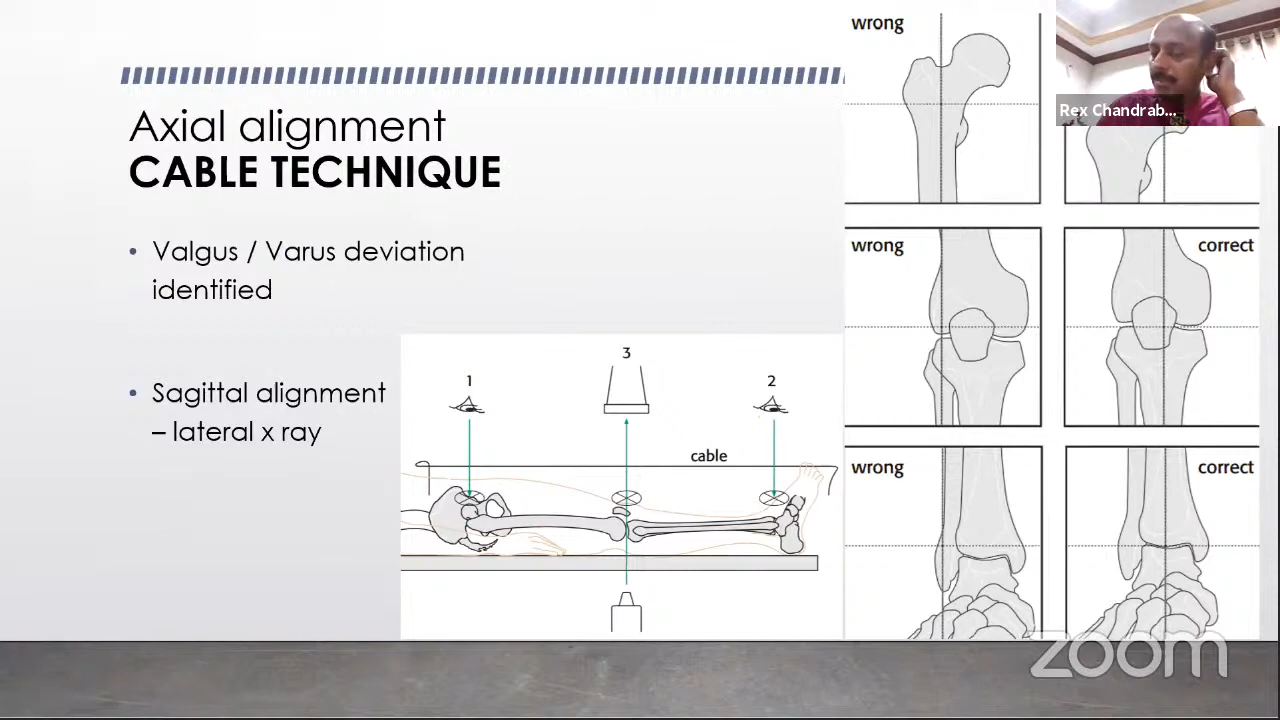 Axial alignment
CABLE TECHNIQUE
• Valgus / Varus deviation
identified
• Sagittal alignment
– lateral x ray
1
3
2
cable
wrong
wrong
correct
wrong
correct
Rex Chandrab...
zoom